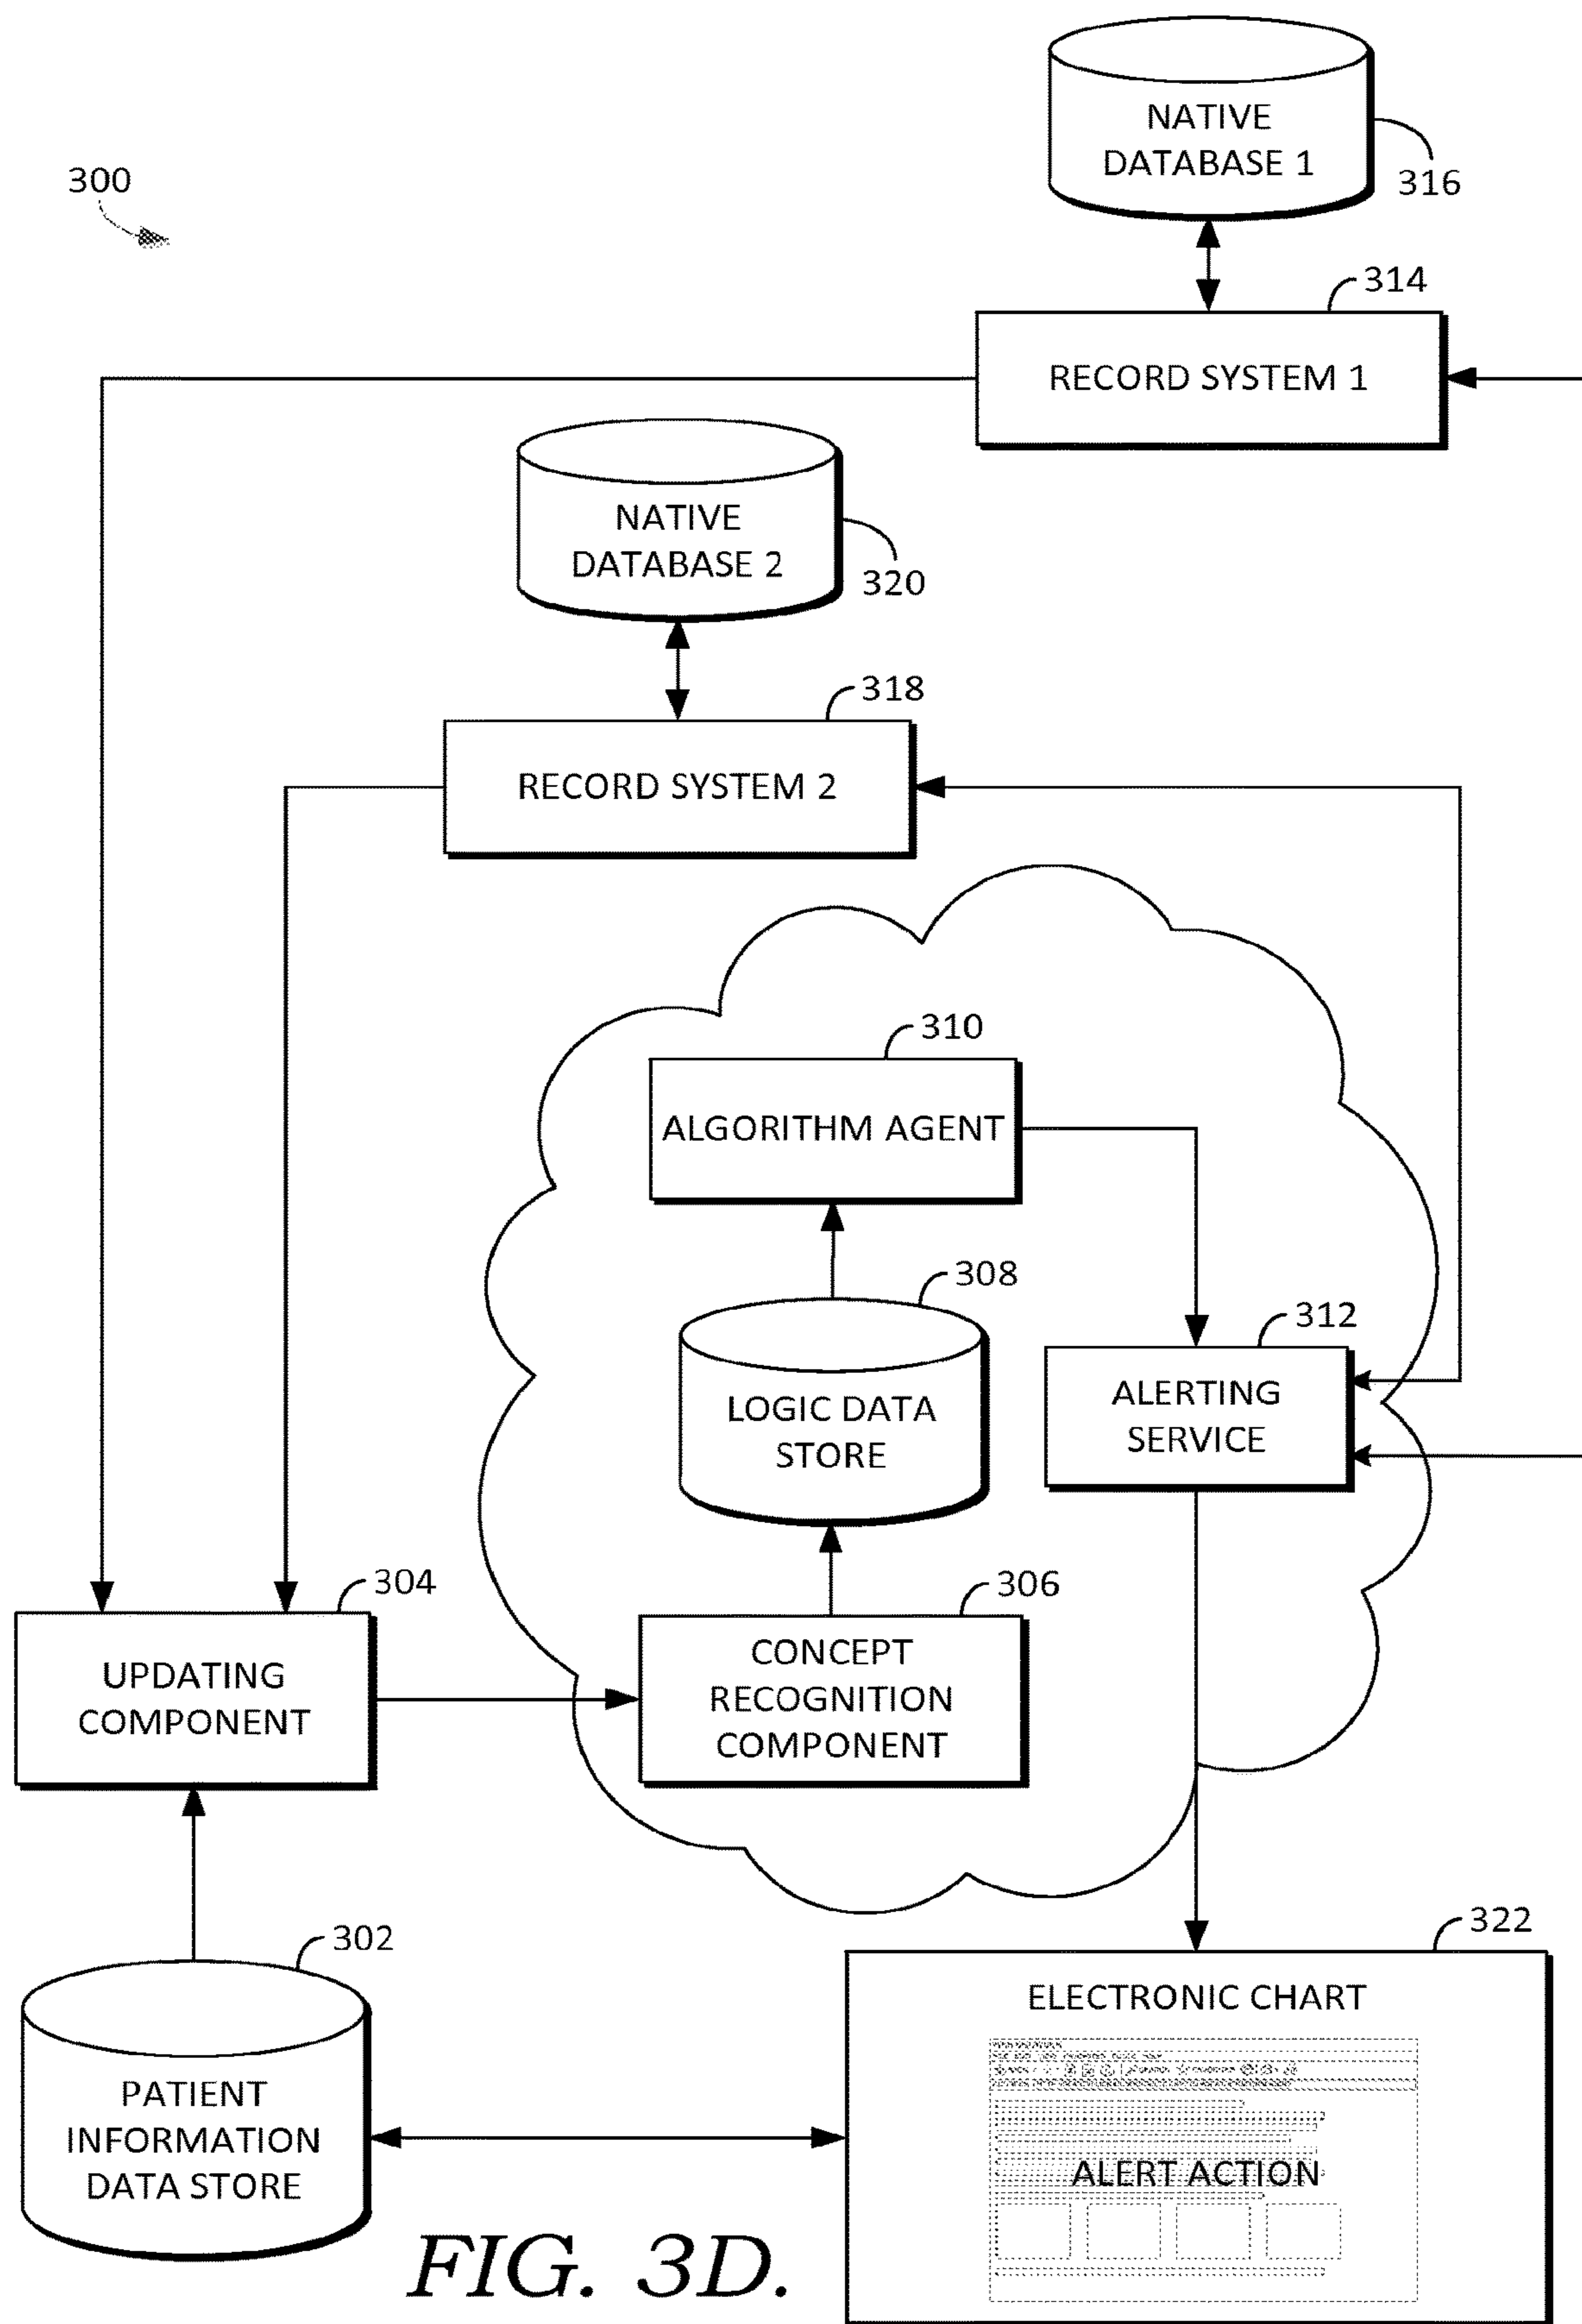 NATIVE
DATABASE 1
316
300
314
RECORD SYSTEM 1
NATIVE
DATABASE 2
320
318
RECORD SYSTEM 2
310
ALGORITHM AGENT
308
LOGIC DATA
STORE
312
ALERTING
SERVICE
304
UPDATING
COMPONENT
306
CONCEPT
RECOGNITION
COMPONENT
302
PATIENT
INFORMATION
DATA STORE
322
ELECTRONIC CHART
ALERT ACTION
FIG. 3D.